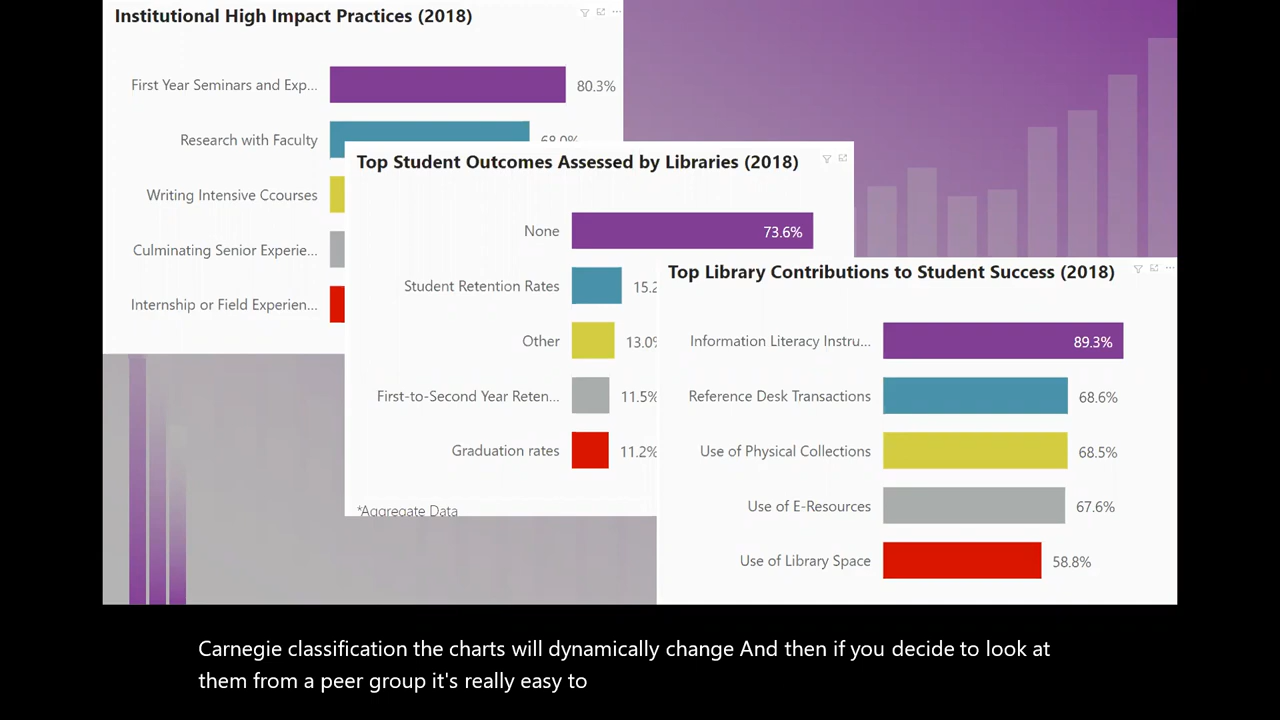 Institutional High Impact Practices (2018)
First Year Seminars and Exp... 80.3%
Research with Faculty
Writing Intensive Ccourses
Culminating Senior Experie...
Internship or Field Experien...
Top Student Outcomes Assessed by Libraries (2018)
None 73.6%
Student Retention Rates 15.2
Other 13.0%
First-to-Second Year Reten... 11.5%
Graduation rates 11.2%
*Aggregate Data
Top Library Contributions to Student Success (2018)
Information Literacy Instru... 89.3%
Reference Desk Transactions 68.6%
Use of Physical Collections 68.5%
Use of E-Resources 67.6%
Use of Library Space 58.8%
Carnegie classification the charts will dynamically change And then if you decide to look at
them from a peer group it's really easy to